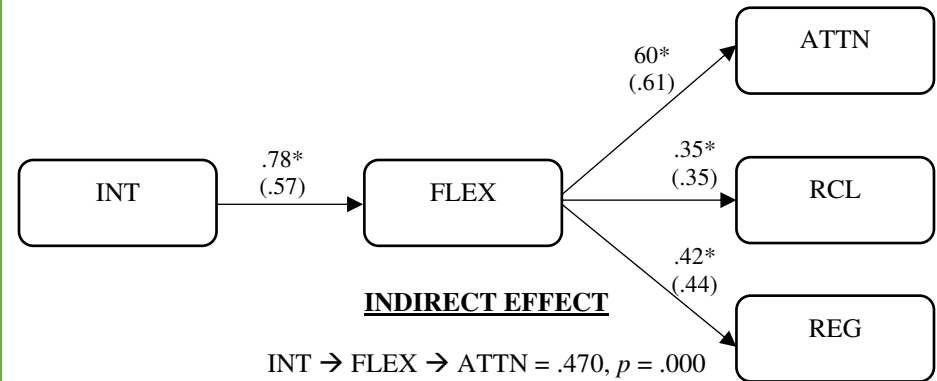 ATTN
60*
(.61)
.78*
(.57)
.35*
(.35)
INT
FLEX
RCL
.42*
(.44)
INDIRECT EFFECT
REG
INT → FLEX → ATTN = .470, p = .000